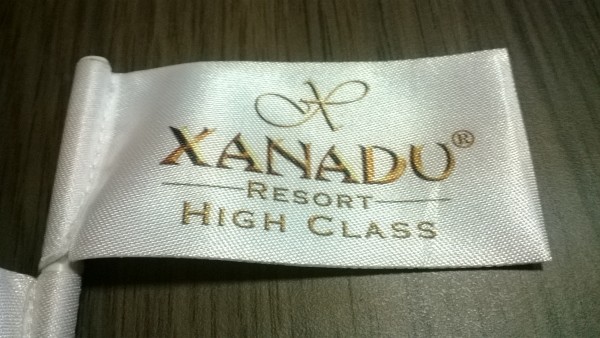 X
XANADU®
RESORT
HIGH CLASS